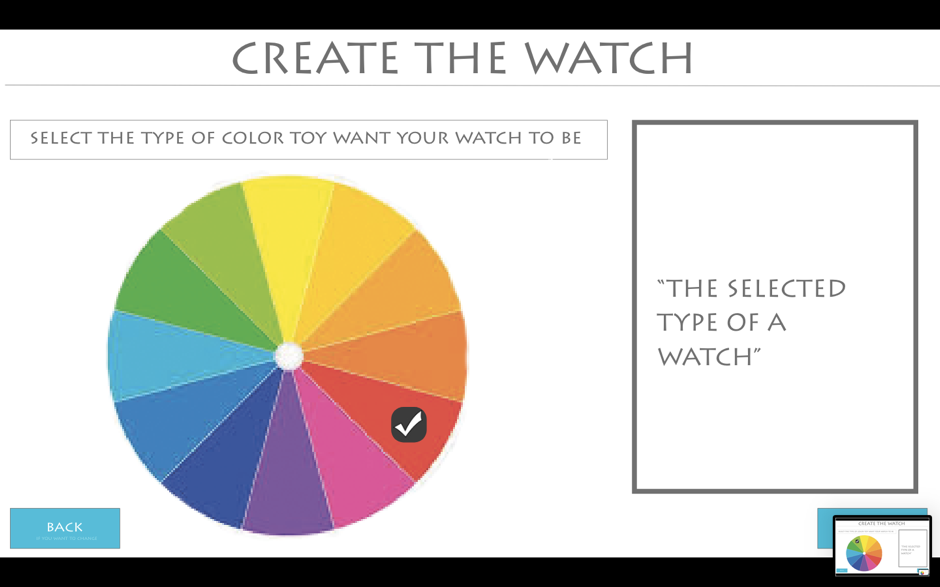 CREATE THE WATCH
SELECT THE TYPE OF COLOR TOY WANT YOUR WATCH TO BE
"THE SELECTED
TYPE OF A
WATCH"
BACK
CREATE THE WATCH